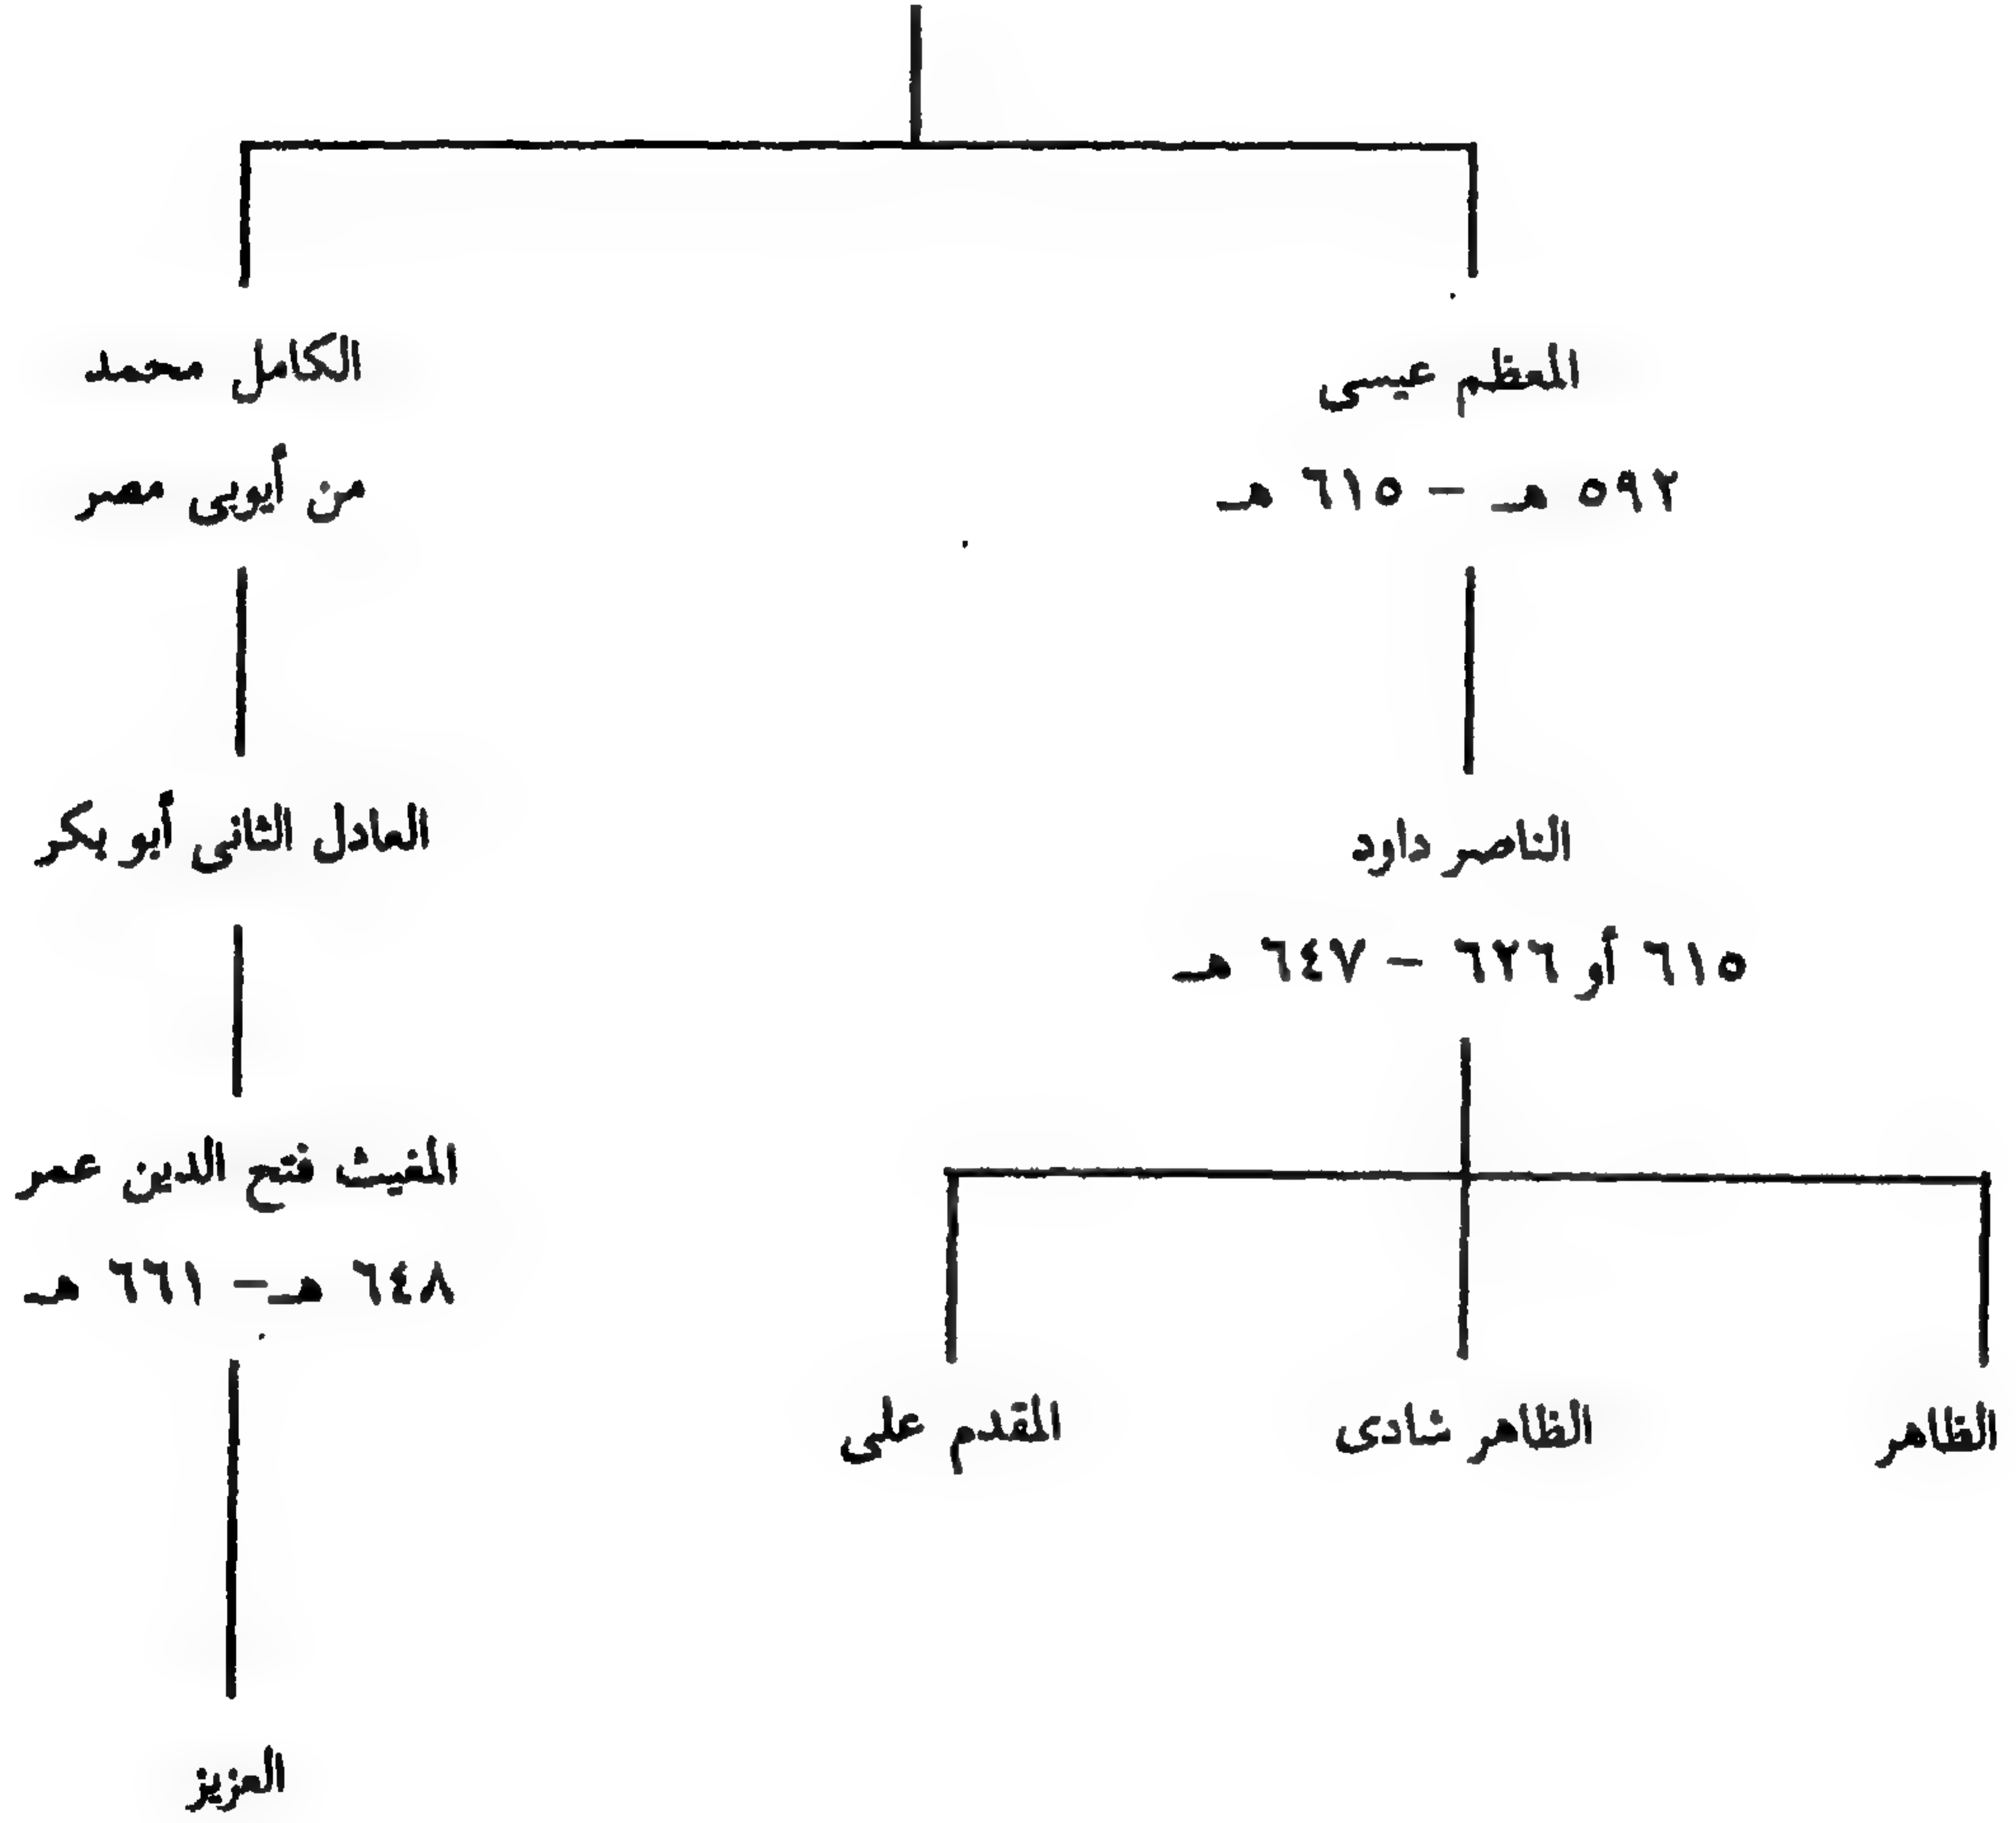 المعظم عيسى
٥٩٢ هـ – ٦١٥ هـ
الكامل محمد
من أيوبى مصر
الناصر داود
٦١٥ أو ٦٢٦ – ٦٤٧ هـ
العادل الثانى أبو بكر
المغيث فتح الدين عمر
٦٤٨ هـ – ٦٦١ هـ
الظاهر
الظاهر شادى
المقدم على
العزيز